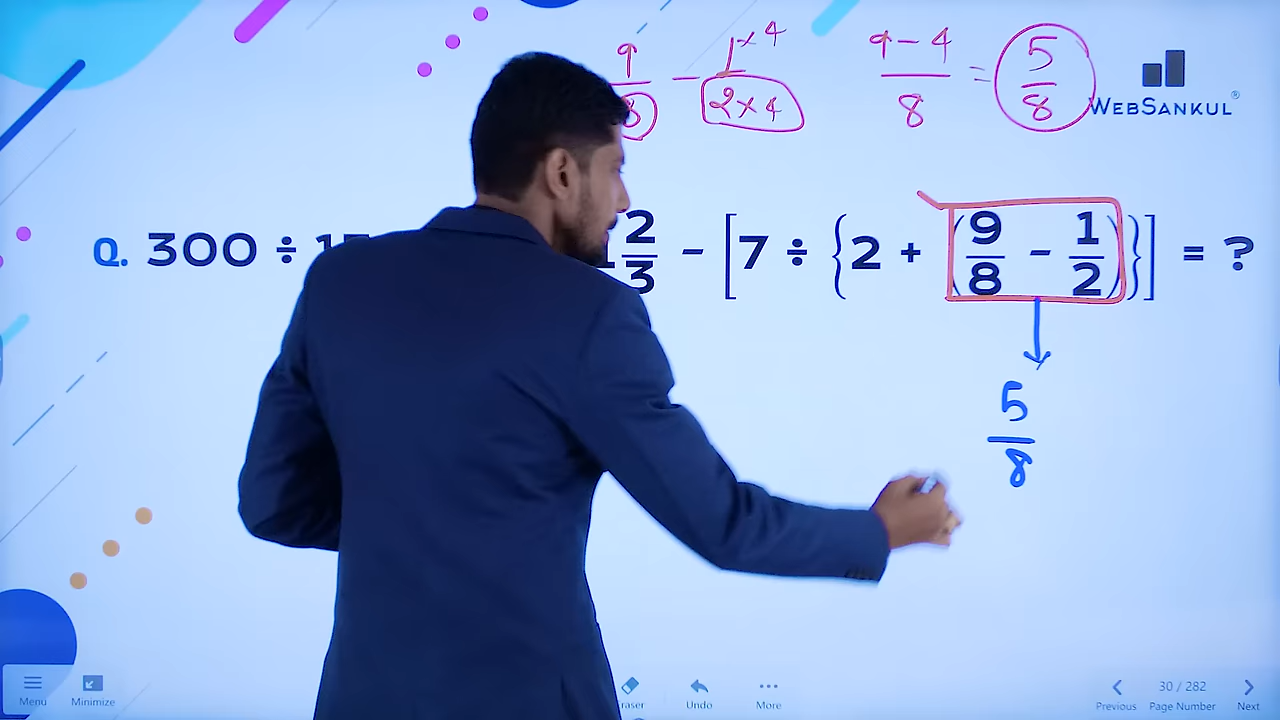 9/8 - 1×4/2×4 9-4/8 = 5/8
WEBSANKUL®
Q. 300 ÷ 2/3 - [7 ÷ {2 + (9/8 - 1/2)}] = ?
5/8
Menu Minimize Undo More Previous 30 / 282 Page Number Next